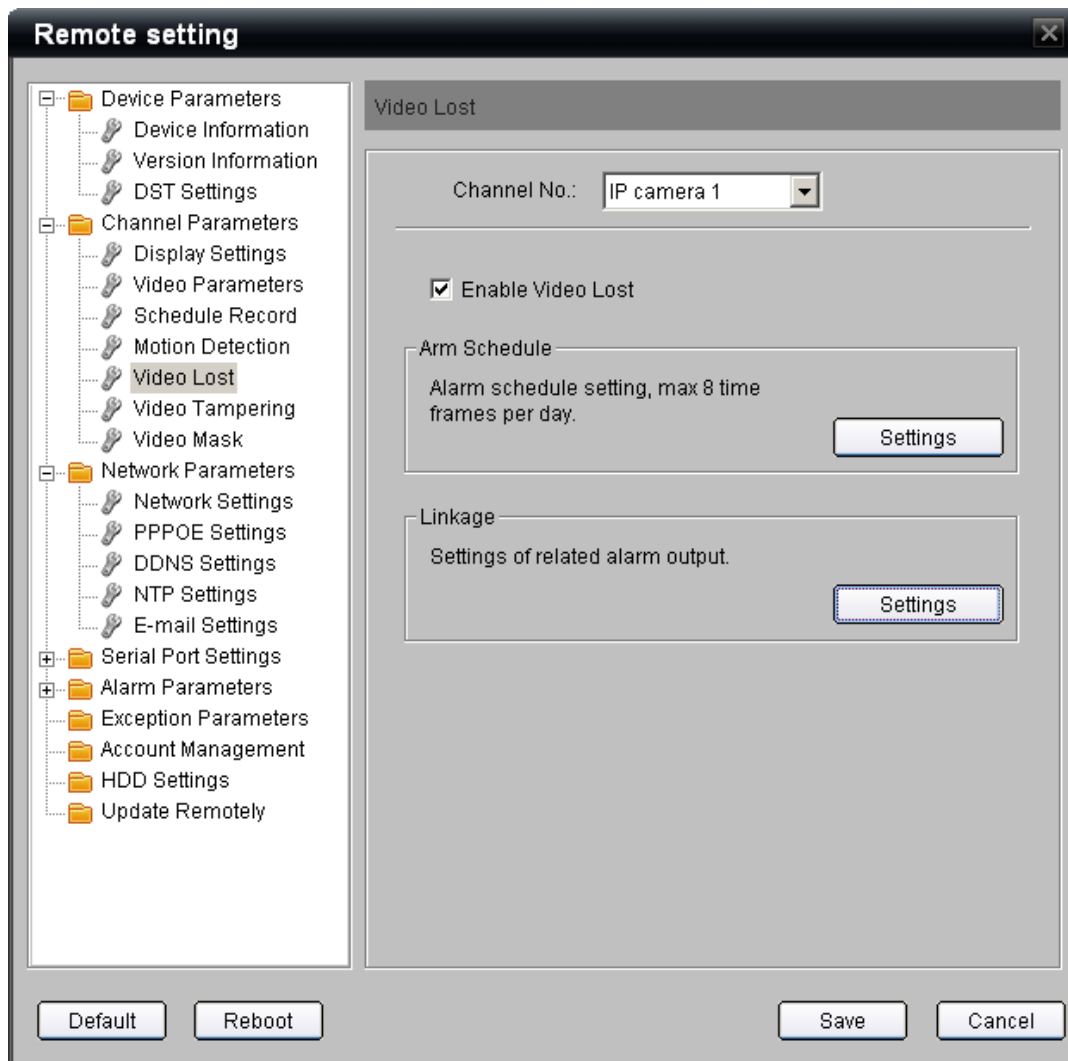 Remote setting
Device Parameters
Device Information
Version Information
DST Settings
Channel Parameters
Display Settings
Video Parameters
Schedule Record
Motion Detection
Video Lost
Video Tampering
Video Mask
Network Parameters
Network Settings
PPPOE Settings
DDNS Settings
NTP Settings
E-mail Settings
Serial Port Settings
Alarm Parameters
Exception Parameters
Account Management
HDD Settings
Update Remotely
Video Lost
Channel No.: IP camera 1
Enable Video Lost
Arm Schedule
Alarm schedule setting, max 8 time
frames per day.
Settings
Linkage
Settings of related alarm output.
Settings
Default Reboot Save Cancel